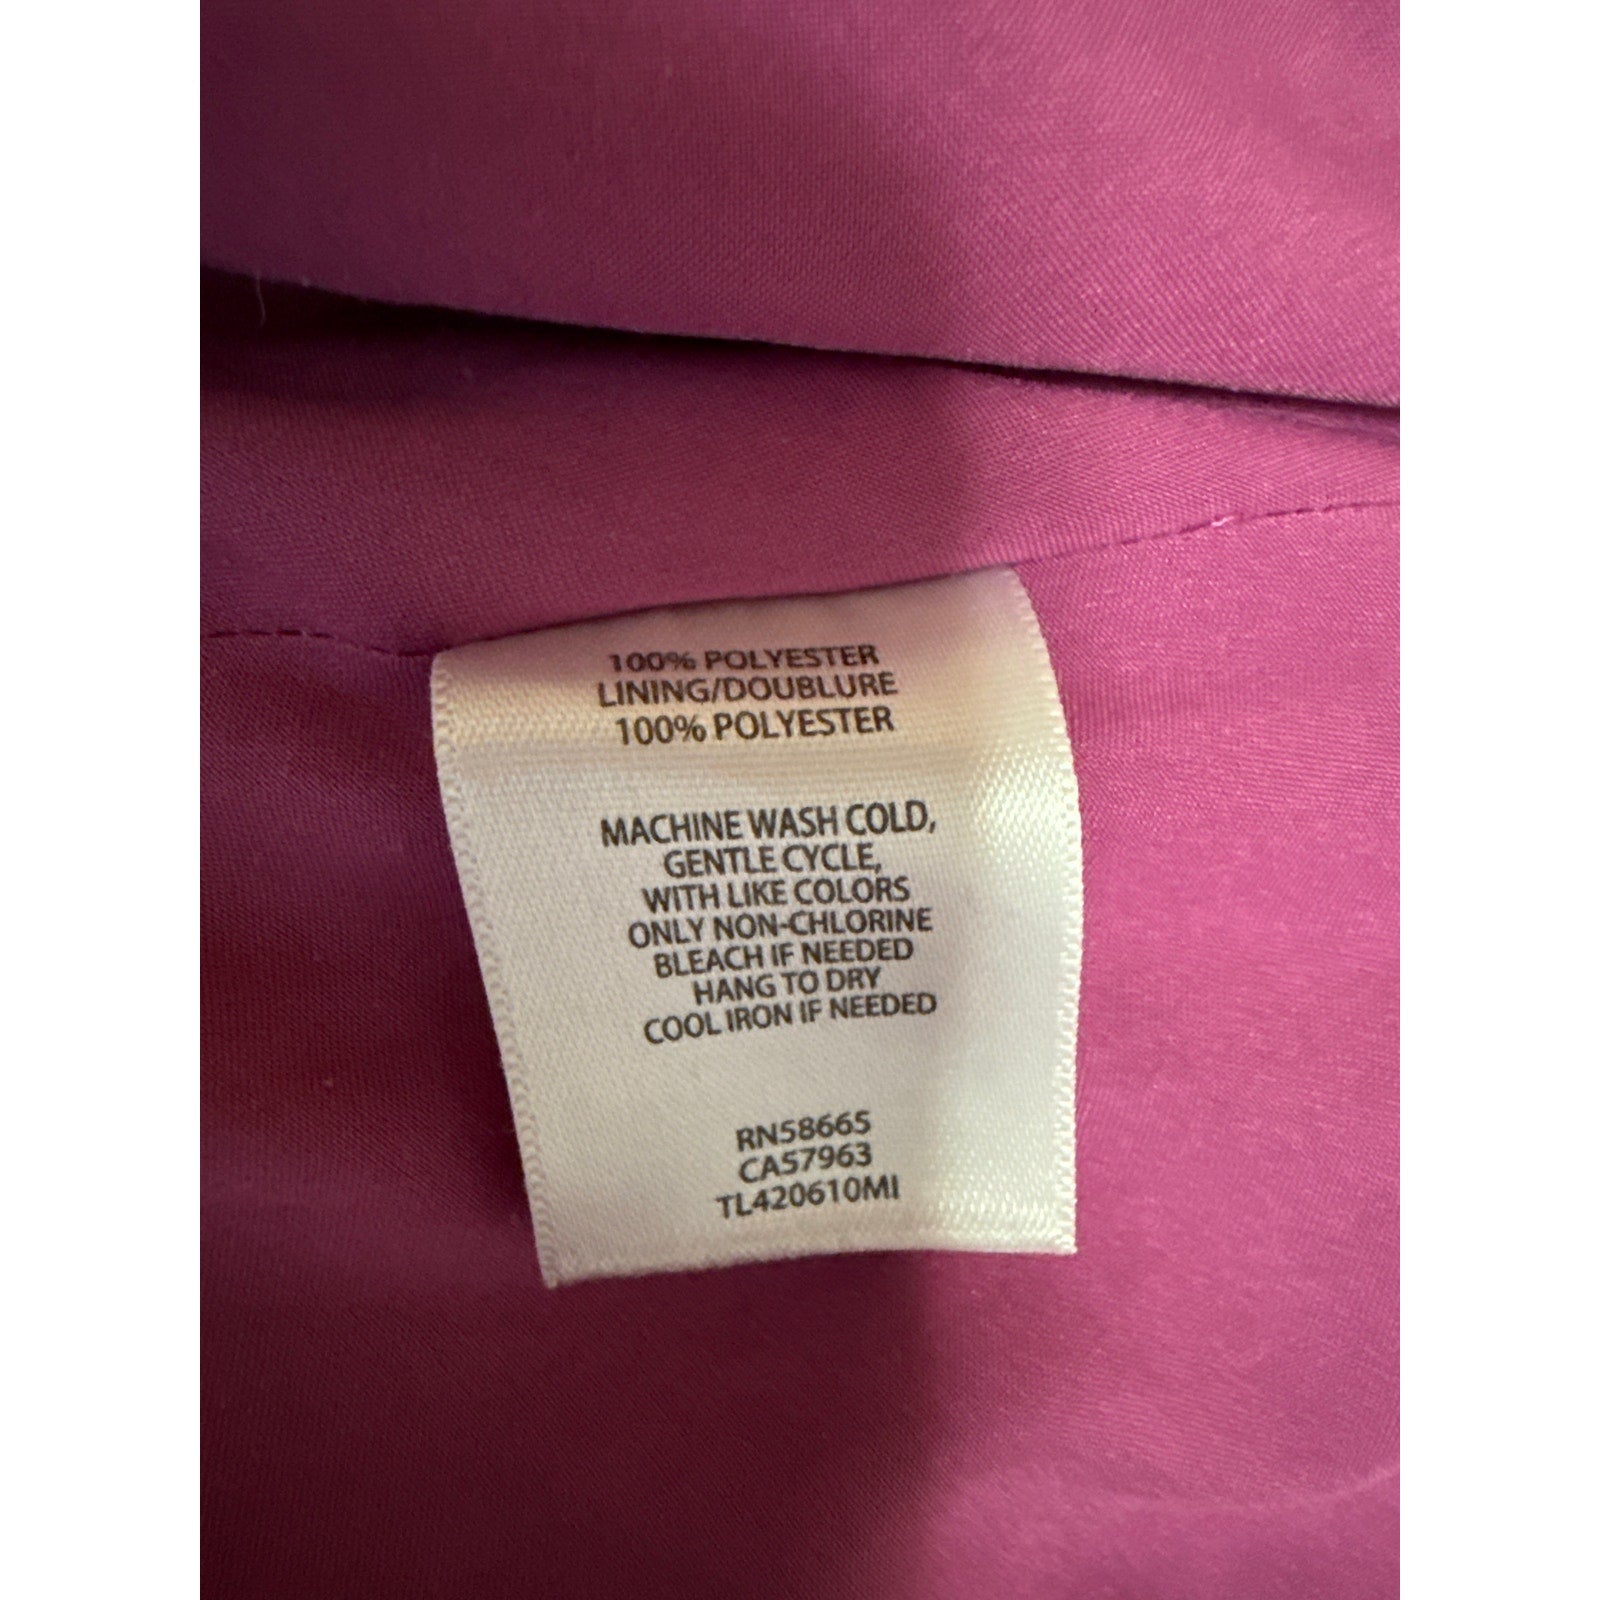 100% POLYESTER
LINING/DOUBLURE
100% POLYESTER
MACHINE WASH COLD,
GENTLE CYCLE,
WITH LIKE COLORS
ONLY NON-CHLORINE
BLEACH IF NEEDED
HANG TO DRY
COOL IRON IF NEEDED
RN58665
CA57963
TL420610MI